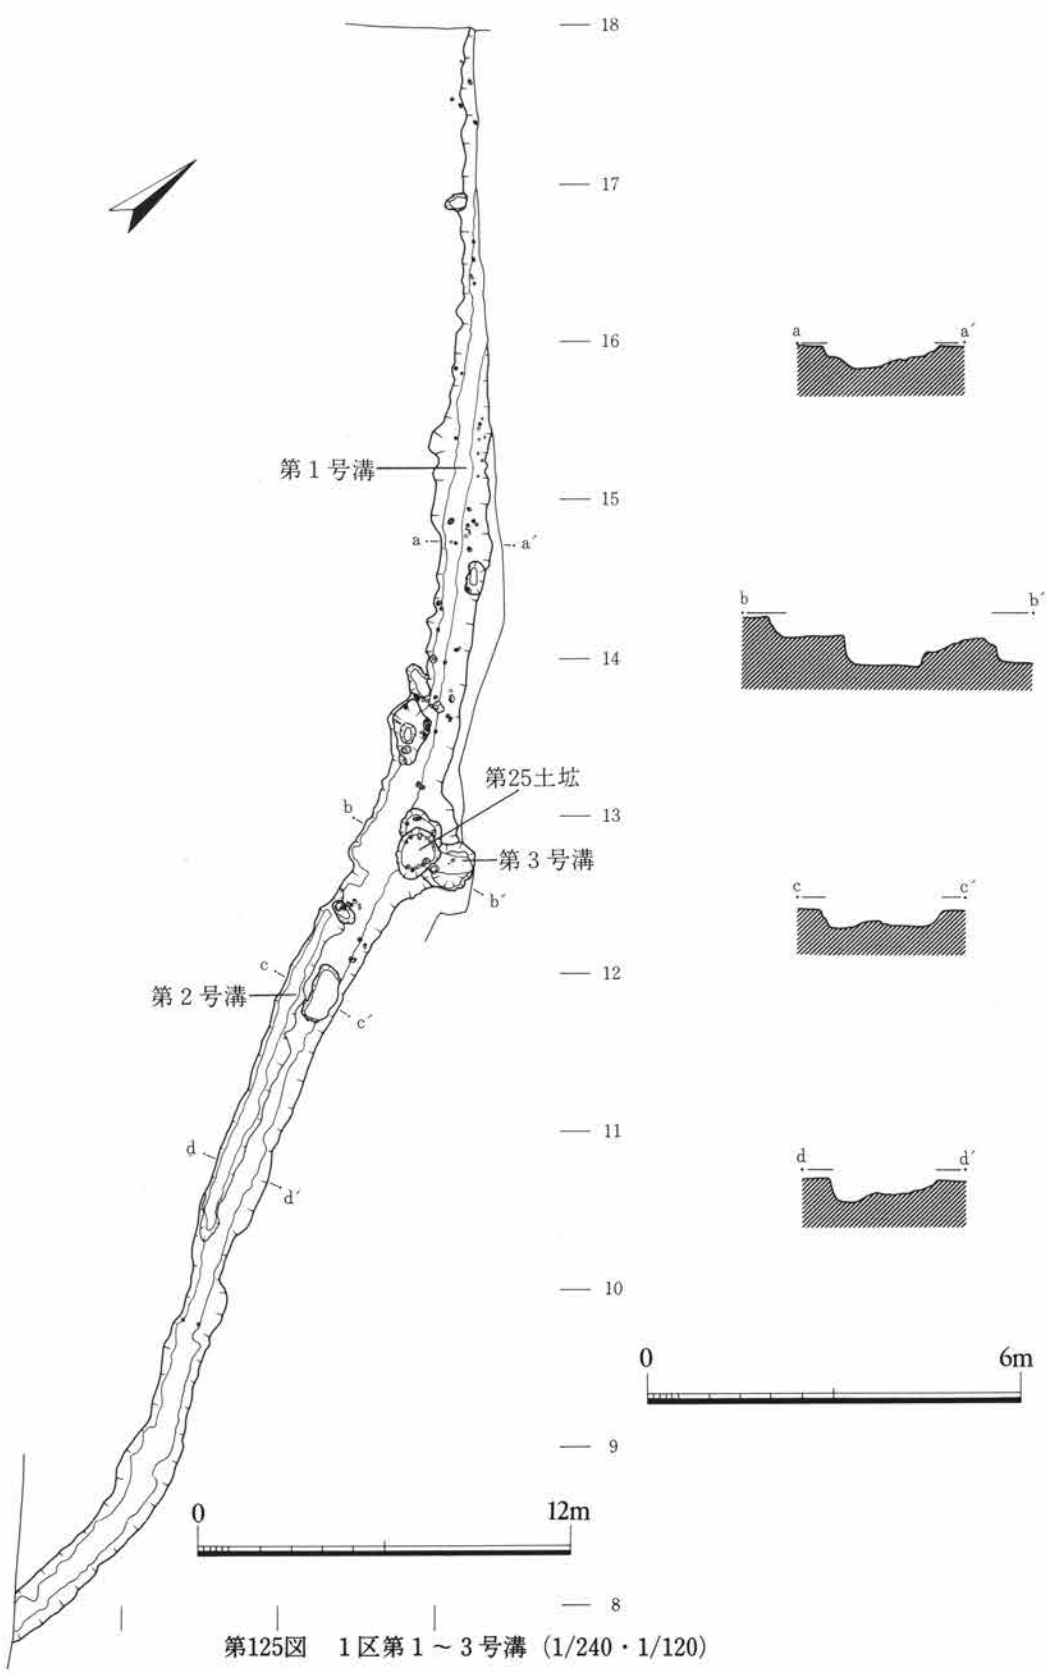 18
17
16
a a′
第1号溝
15
a a′
b b′
14
第25土坛
b
13
第3号溝
b′
c c′
c
12
第2号溝
c′
11
d
d d′
d′
10
0 6m
9
0 12m
8
第125図 1区第1～3号溝（1/240・1/120）